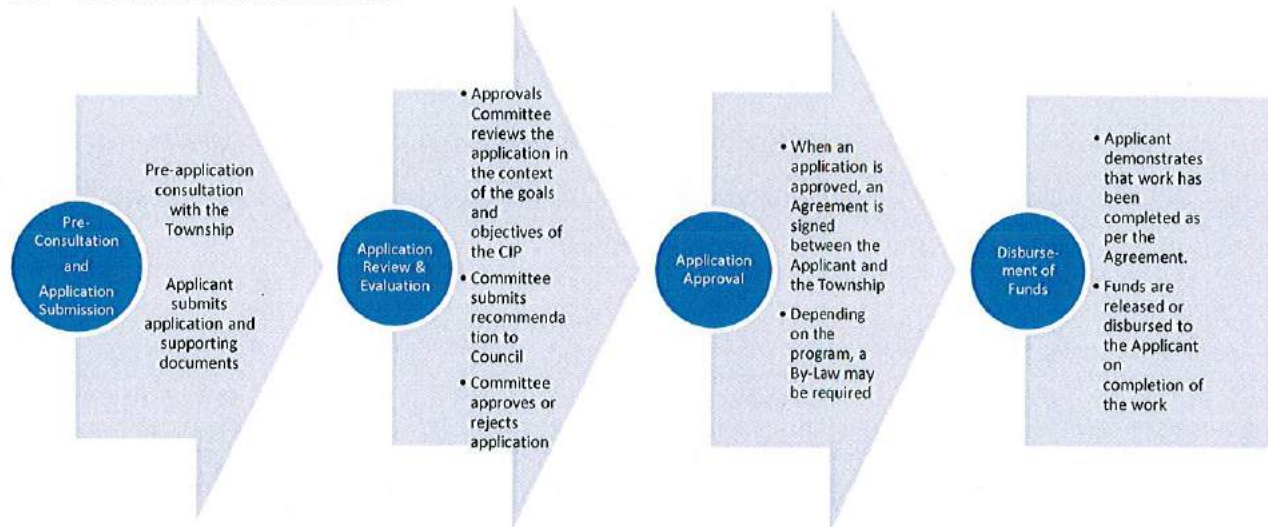 Pre-
Consultation
and
Application
Submission
Pre-application
consultation
with the
Township
Applicant
submits
application and
supporting
documents
Application
Review &
Evaluation
• Approvals
Committee
reviews the
application in
the context
of the goals
and
objectives of
the CIP
• Committee
submits
recommenda
tion to
Council
• Committee
approves or
rejects
application
Application
Approval
• When an
application is
approved, an
Agreement is
signed
between the
Applicant and
the Township
• Depending
on the
program, a
By-Law may
be required
Disburse-
ment of
Funds
• Applicant
demonstrates
that work has
been
completed as
per the
Agreement.
• Funds are
released or
disbursed to
the Applicant
on
completion of
the work